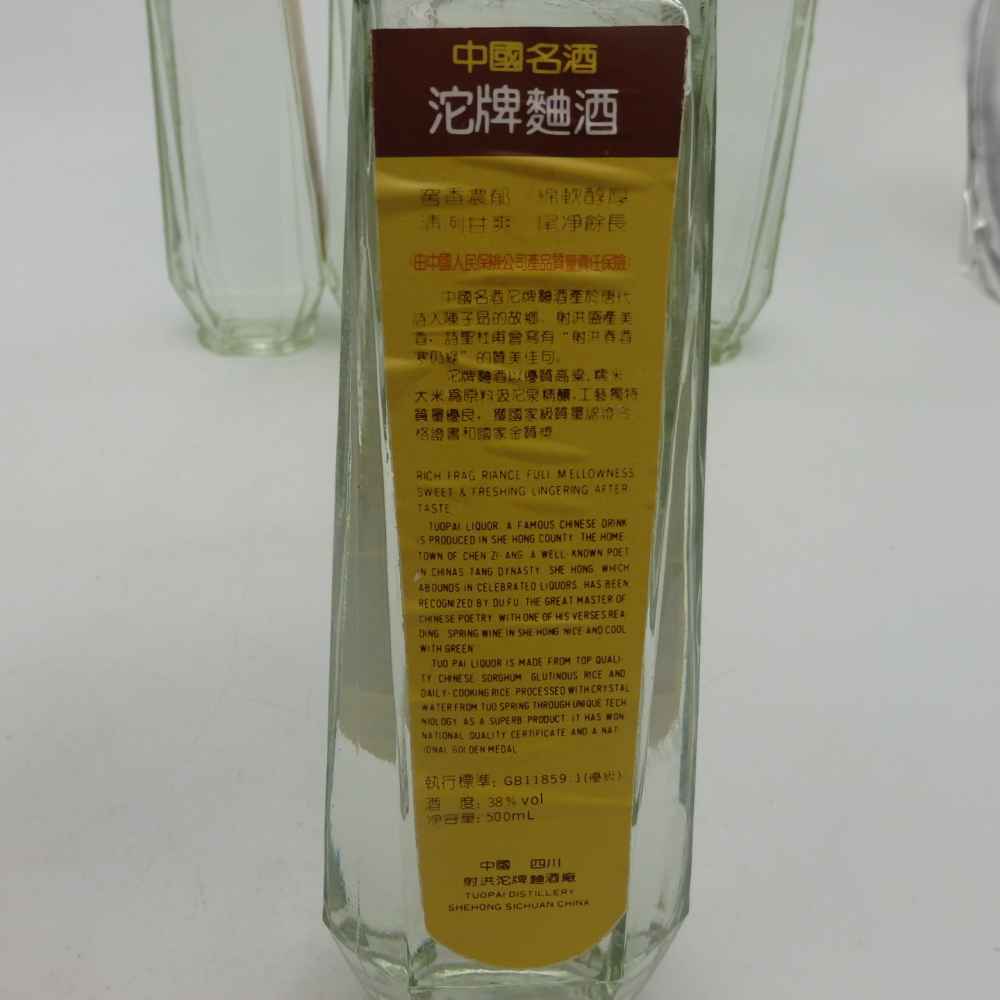 中國名酒
沱牌麯酒
窖香濃郁 綿軟醇厚
清冽甘爽 尾净餘長
由中國人民保險公司產品質量責任保險
中國名酒沱牌麯酒產於唐代
詩人陳子昂的故鄉。射洪盛產美
酒，詩聖杜甫曾寫有“射洪春酒
寒仍綠”的贊美佳句。
沱牌麯酒以優質高粱、糯米、
大米為原料汲沱泉精釀，工藝獨特
質量優良，獲國家級質量認證合
格證書和國家金質獎
RICH FRAG RIANCE FULL MELLOWNESS
SWEET & FRESHING LINGERING AFTER
TASTE
TUOPAI LIQUOR. A FAMOUS CHINESE DRINK
IS PRODUCED IN SHE HONG COUNTY. THE HOME
TOWN OF CHEN ZI-ANG A WELL-KNOWN POET
IN CHINAS TANG DYNASTY. SHE HONG. WHICH
ABOUNDS IN CELEBRATED LIQUORS. HAS BEEN
RECOGNIZED BY DU FU. THE GREAT MASTER OF
CHINESE POETRY. WITH ONE OF HIS VERSES REA-
DING. SPRING WINE IN SHE HONG NICE AND COOL
WITH GREEN
TUO PAI LIQUOR IS MADE FROM TOP QUALI-
TY CHINESE SORGHUM GLUTINOUS RICE AND
DAILY-COOKING RICE. PROCESSED WITH CRYSTAL
WATER FROM TUO SPRING THROUGH UNIQUE TECH
NOLOGY. AS A SUPERB PRODUCT. IT HAS WON
NATIONAL QUALITY CERTIFICATE AND A NAT-
IONAL GOLDEN MEDAL
執行標準：GB11859.1(優級)
酒 度：38%vol
净容量：500mL
中國 四川
射洪沱牌麯酒廠
TUOPAI DISTILLERY
SHEHONG SICHUAN CHINA